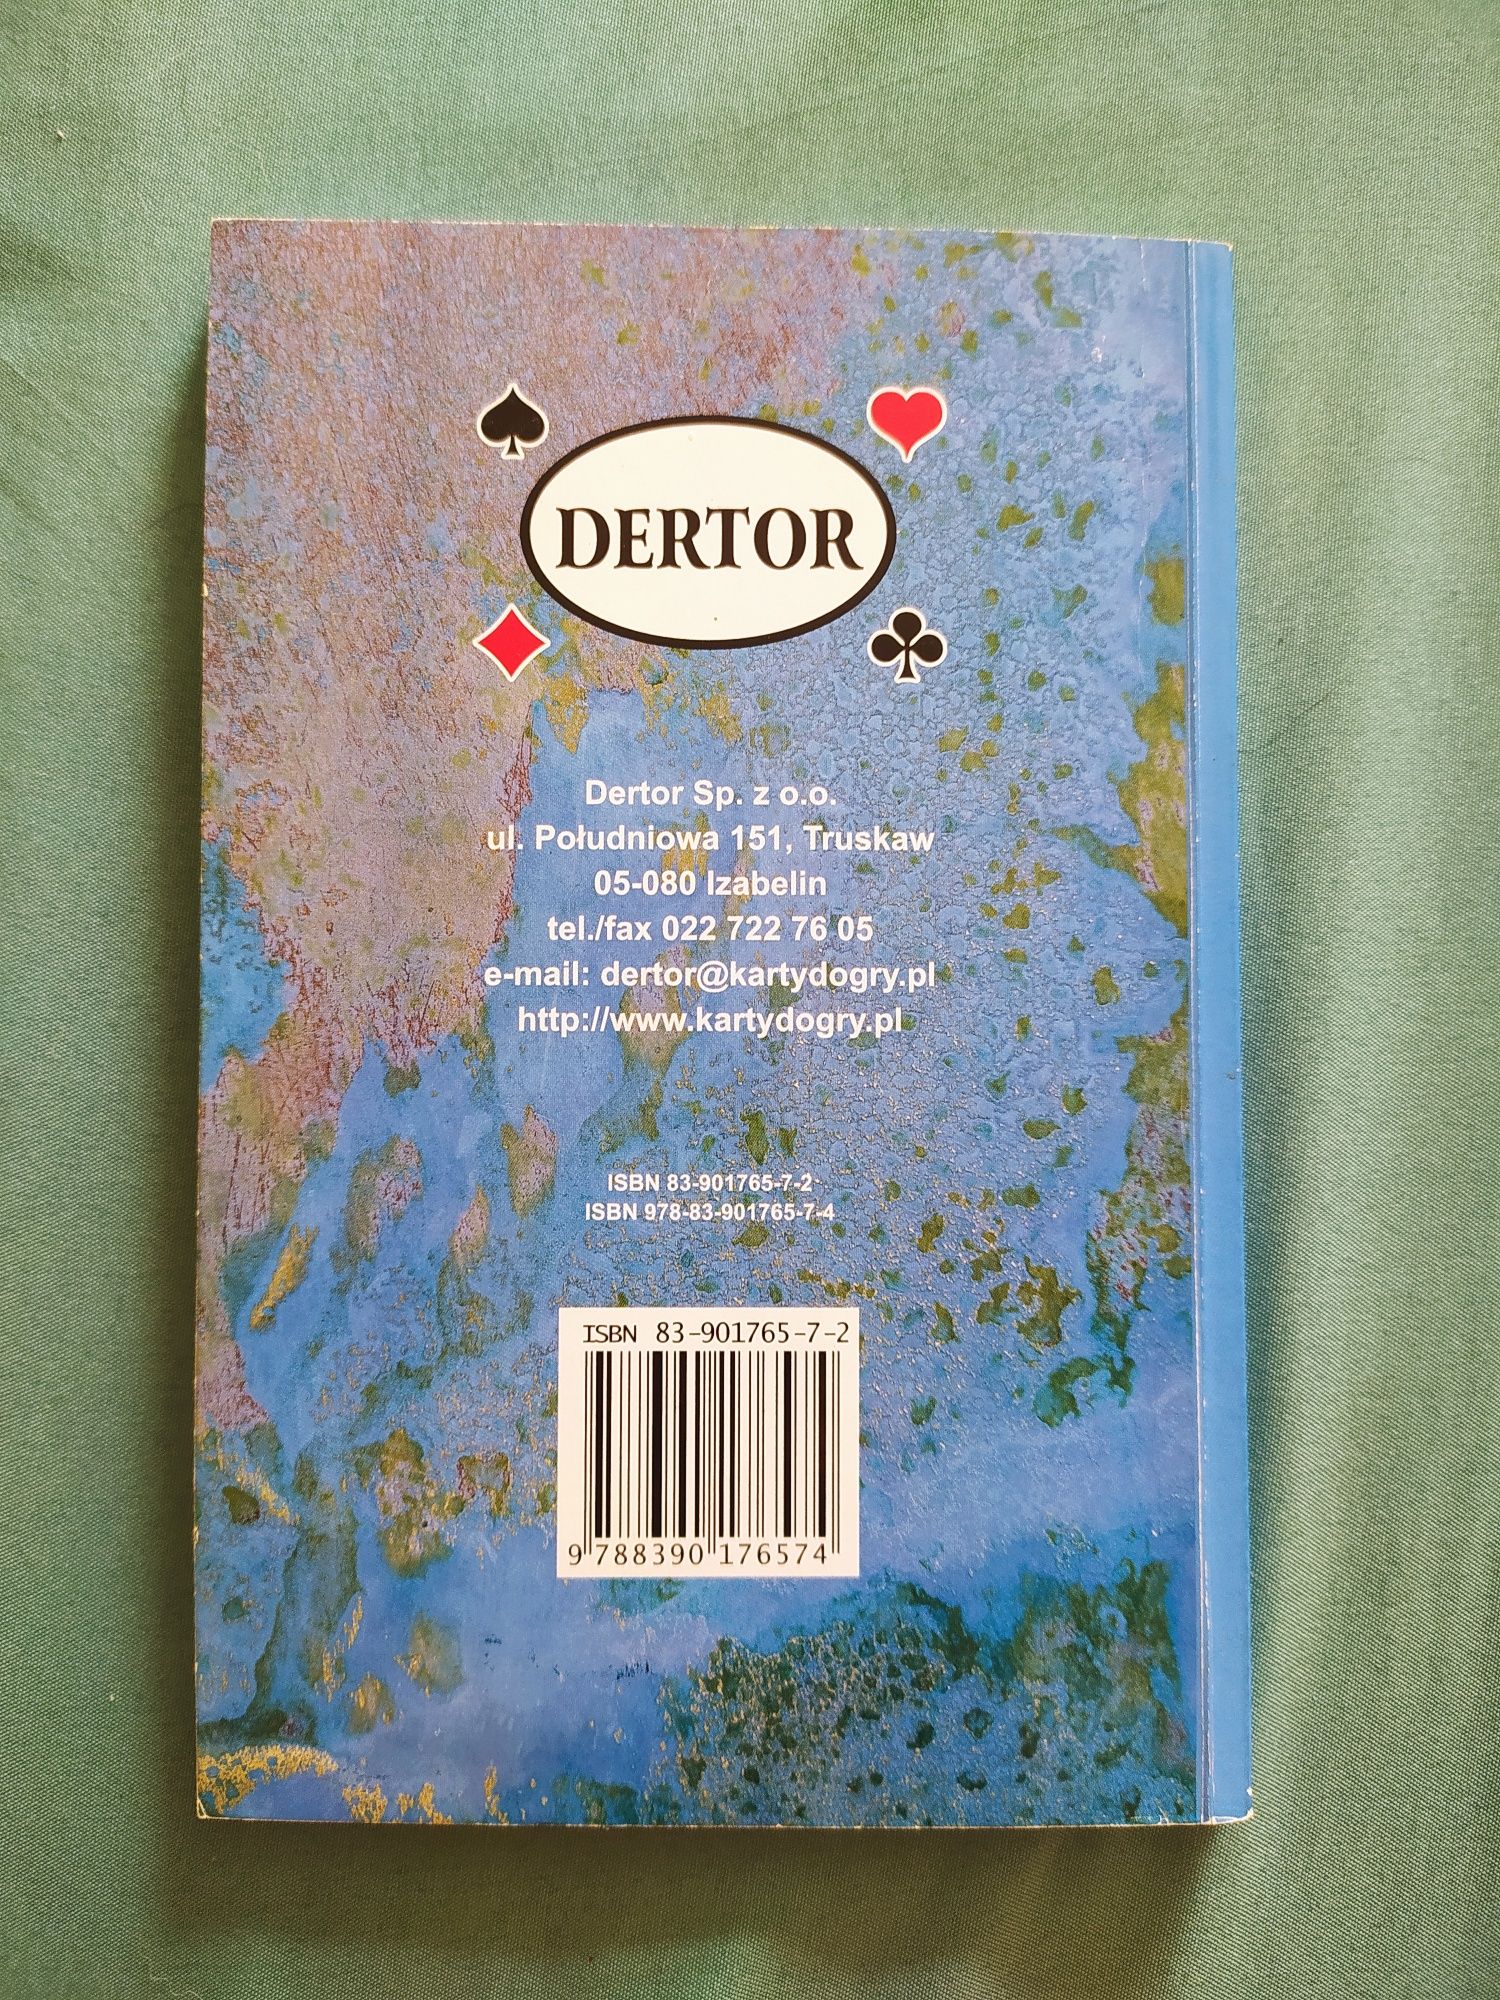 DERTOR
Dertor Sp. z o.o.
ul. Południowa 151, Truskaw
05-080 Izabelin
tel./fax 022 722 76 05
e-mail: dertor@kartydogry.pl
http://www.kartydogry.pl
ISBN 83-901765-7-2
ISBN 978-83-901765-7-4
ISBN 83-901765-7-2
9 788390 176574